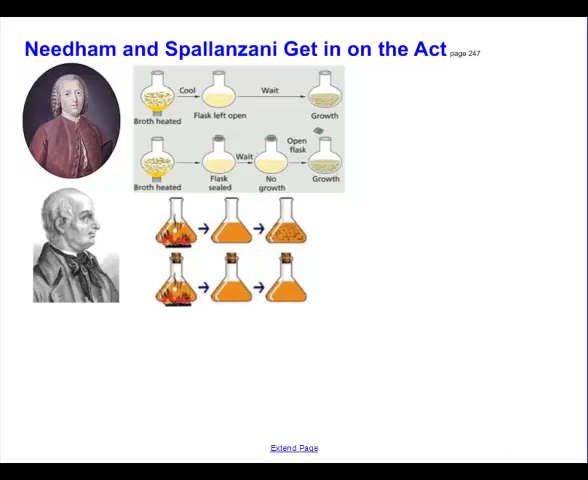 Needham and Spallanzani Get in on the Act page 247
Cool
Wait
Broth heated
Flask left open
Growth
Wait
Open flask
Broth heated
Flask sealed
No growth
Growth
Extend Page